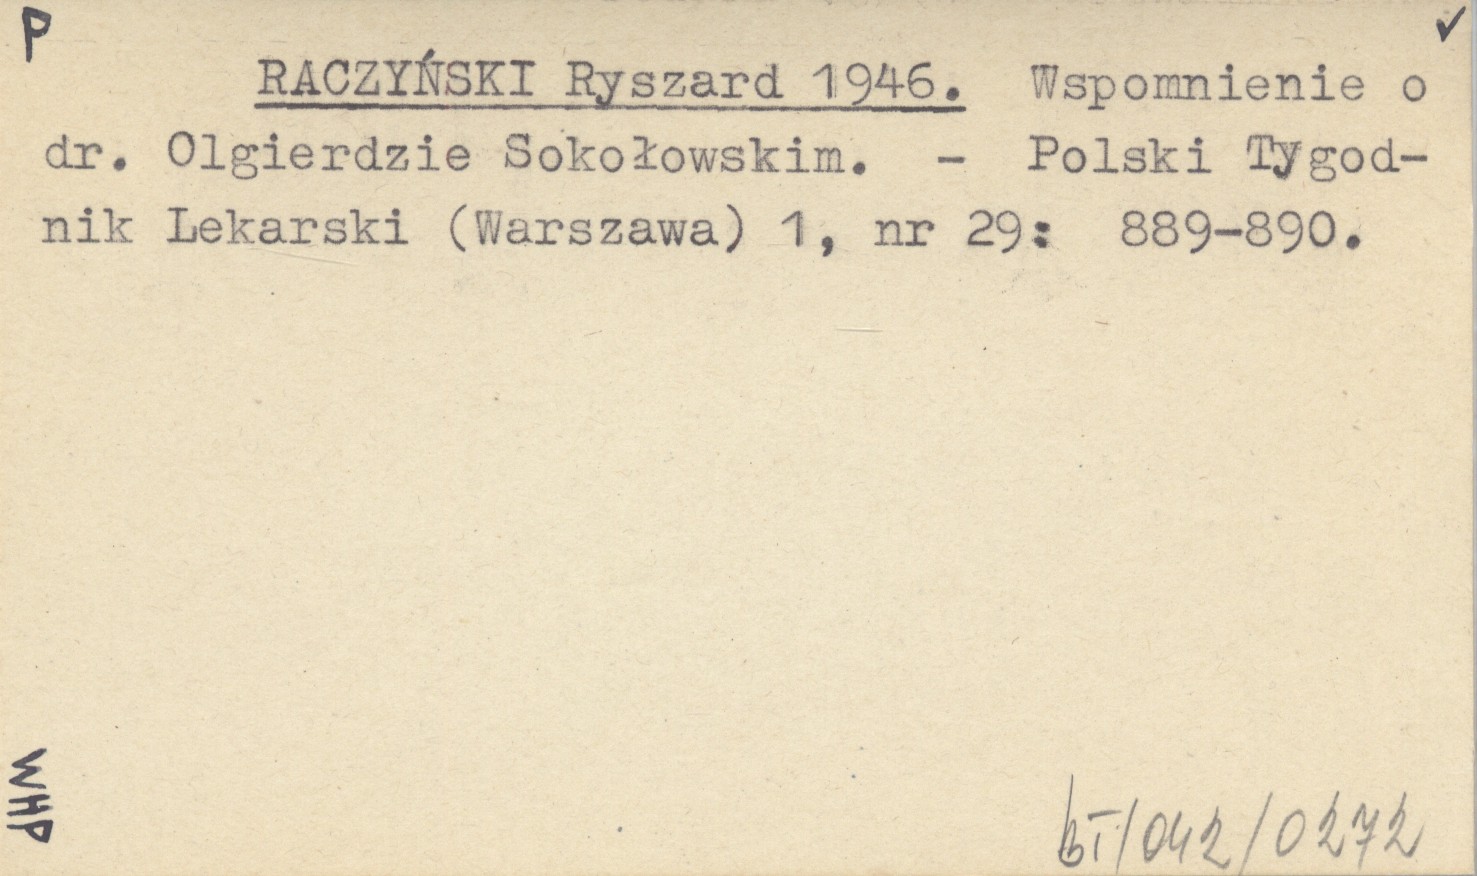 P ✓
RACZYŃSKI Ryszard 1946. Wspomnienie o
dr. Olgierdzie Sokołowskim. - Polski Tygod-
nik Lekarski (Warszawa) 1, nr 29: 889-890.
WHP
BT/042/0272